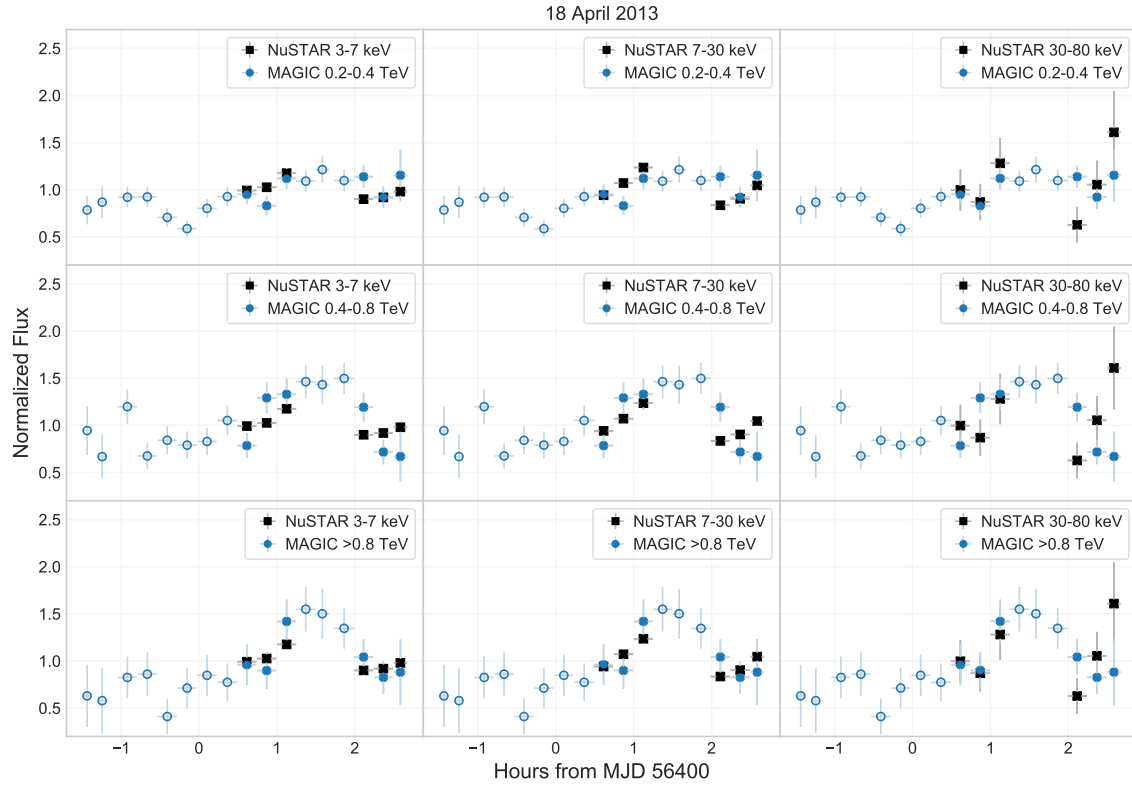 18 April 2013
NuSTAR 3-7 keV
MAGIC 0.2-0.4 TeV
NuSTAR 7-30 keV
MAGIC 0.2-0.4 TeV
NuSTAR 30-80 keV
MAGIC 0.2-0.4 TeV
2.5
2.0
1.5
1.0
0.5
NuSTAR 3-7 keV
MAGIC 0.4-0.8 TeV
NuSTAR 7-30 keV
MAGIC 0.4-0.8 TeV
NuSTAR 30-80 keV
MAGIC 0.4-0.8 TeV
2.5
2.0
1.5
1.0
0.5
Normalized Flux
NuSTAR 3-7 keV
MAGIC >0.8 TeV
NuSTAR 7-30 keV
MAGIC >0.8 TeV
NuSTAR 30-80 keV
MAGIC >0.8 TeV
2.5
2.0
1.5
1.0
0.5
−1 0 1 2
−1 0 1 2
−1 0 1 2
Hours from MJD 56400